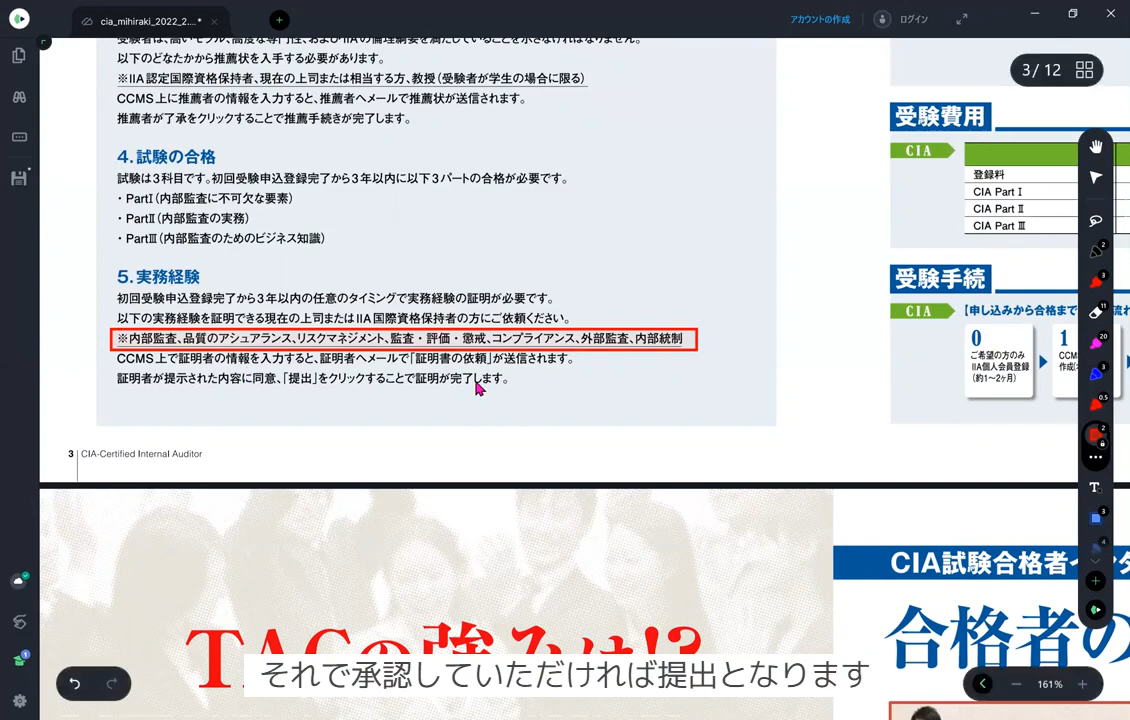 cia_mihiraki_2022_2....*
アカウントの作成
ログイン
3/ 12
受験者は、高いモラル、高度な専門性、およびIIAの倫理綱要を満たしていることを示さなければなりません。
以下のどなたかから推薦状を入手する必要があります。
※IIA認定国際資格保持者、現在の上司または相当する方、教授（受験者が学生の場合に限る）
CCMS上に推薦者の情報を入力すると、推薦者へメールで推薦状が送信されます。
推薦者が了承をクリックすることで推薦手続きが完了します。
4.試験の合格
試験は3科目です。初回受験申込登録完了から3年以内に以下3パートの合格が必要です。
・PartⅠ（内部監査に不可欠な要素）
・PartⅡ（内部監査の実務）
・PartⅢ（内部監査のためのビジネス知識）
5.実務経験
初回受験申込登録完了から3年以内の任意のタイミングで実務経験の証明が必要です。
以下の実務経験を証明できる現在の上司またはIIA国際資格保持者の方にご依頼ください。
※内部監査、品質のアシュアランス、リスクマネジメント、監査・評価・懲戒、コンプライアンス、外部監査、内部統制
CCMS上で証明者の情報を入力すると、証明者へメールで「証明書の依頼」が送信されます。
証明者が提示された内容に同意、「提出」をクリックすることで証明が完了します。
3 CIA-Certified Internal Auditor
受験費用
CIA
登録料
CIA Part Ⅰ
CIA Part Ⅱ
CIA Part Ⅲ
受験手続
CIA
【申し込みから合格まで
流れ
0
ご希望の方のみ
IIA個人会員登録
（約1〜2ヶ月）
1
CCM
作成
CIA試験合格者イ
合格者の
TACの強みは!?
それで承認していただければ提出となります
161%
2
3
11
20
3
0.5
2
T
3
4
1